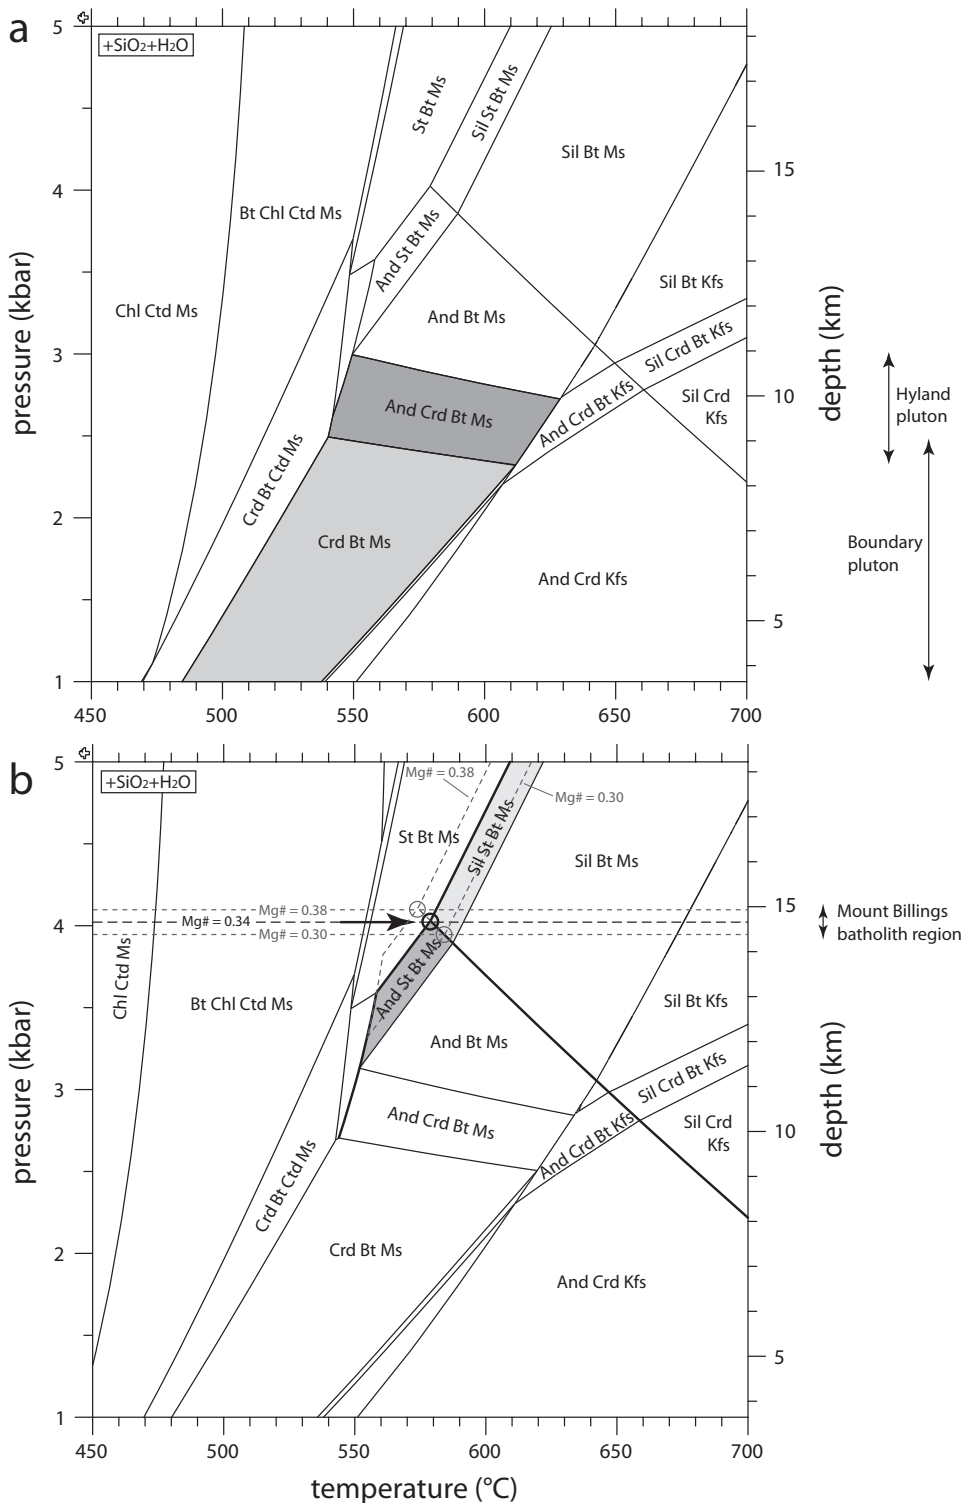 a
+SiO2+H2O
5
4
3
2
1
pressure (kbar)
450
500
550
600
650
700
15
10
5
depth (km)
St Bt Ms
Sil St Bt Ms
Sil Bt Ms
Bt Chl Ctd Ms
Chl Ctd Ms
And St Bt Ms
And Bt Ms
Sil Bt Kfs
Sil Crd Bt Kfs
And Crd Bt Kfs
Sil Crd
Kfs
And Crd Bt Ms
Crd Bt Ctd Ms
Crd Bt Ms
And Crd Kfs
Hyland
pluton
Boundary
pluton
b
+SiO2+H2O
5
4
3
2
1
pressure (kbar)
450
500
550
600
650
700
temperature (°C)
15
10
5
depth (km)
Mg# = 0.38
Mg# = 0.30
St Bt Ms
Sil St Bt Ms
Sil Bt Ms
Mg# = 0.38
Mg# = 0.34
Mg# = 0.30
Mount Billings
batholith region
Chl Ctd Ms
Bt Chl Ctd Ms
And St Bt Ms
And Bt Ms
Sil Bt Kfs
Sil Crd Bt Kfs
And Crd Bt Kfs
Sil Crd
Kfs
And Crd Bt Ms
Crd Bt Ctd Ms
Crd Bt Ms
And Crd Kfs